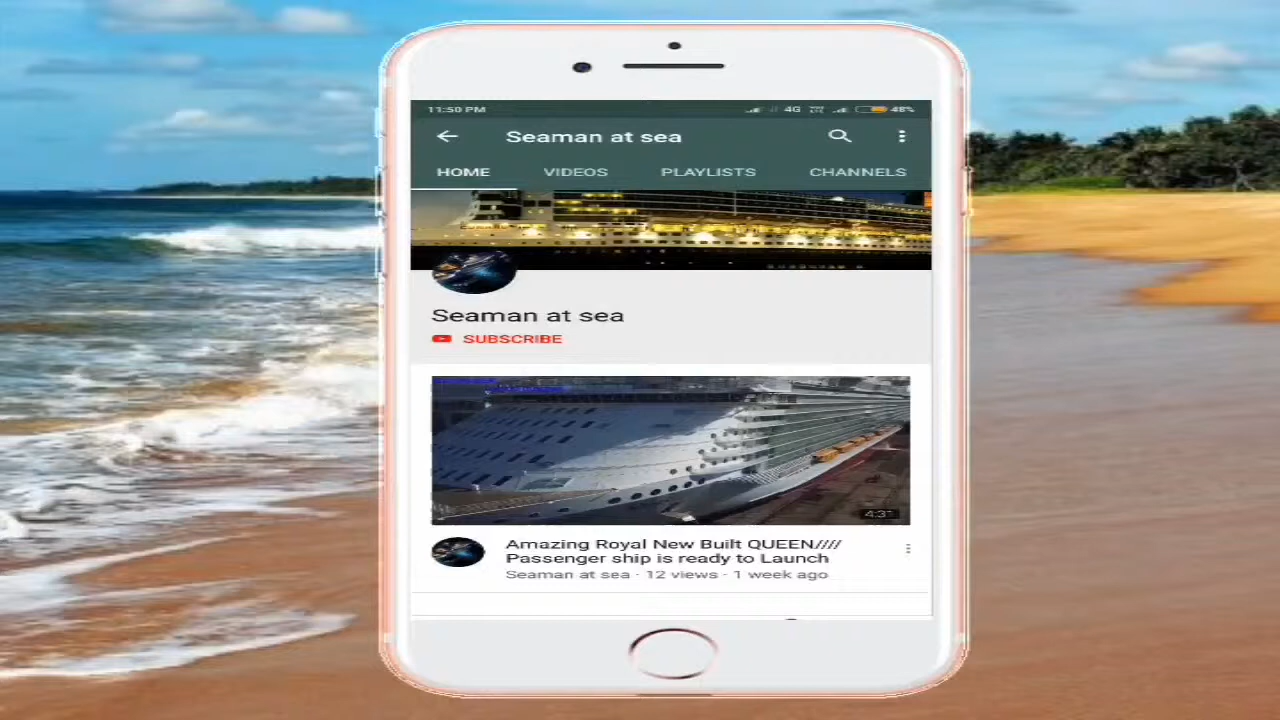 11:50 PM 4G 48%
Seaman at sea
HOME VIDEOS PLAYLISTS CHANNELS
Seaman at sea
SUBSCRIBE
4:31
Amazing Royal New Built QUEEN////
Passenger ship is ready to Launch
Seaman at sea · 12 views · 1 week ago